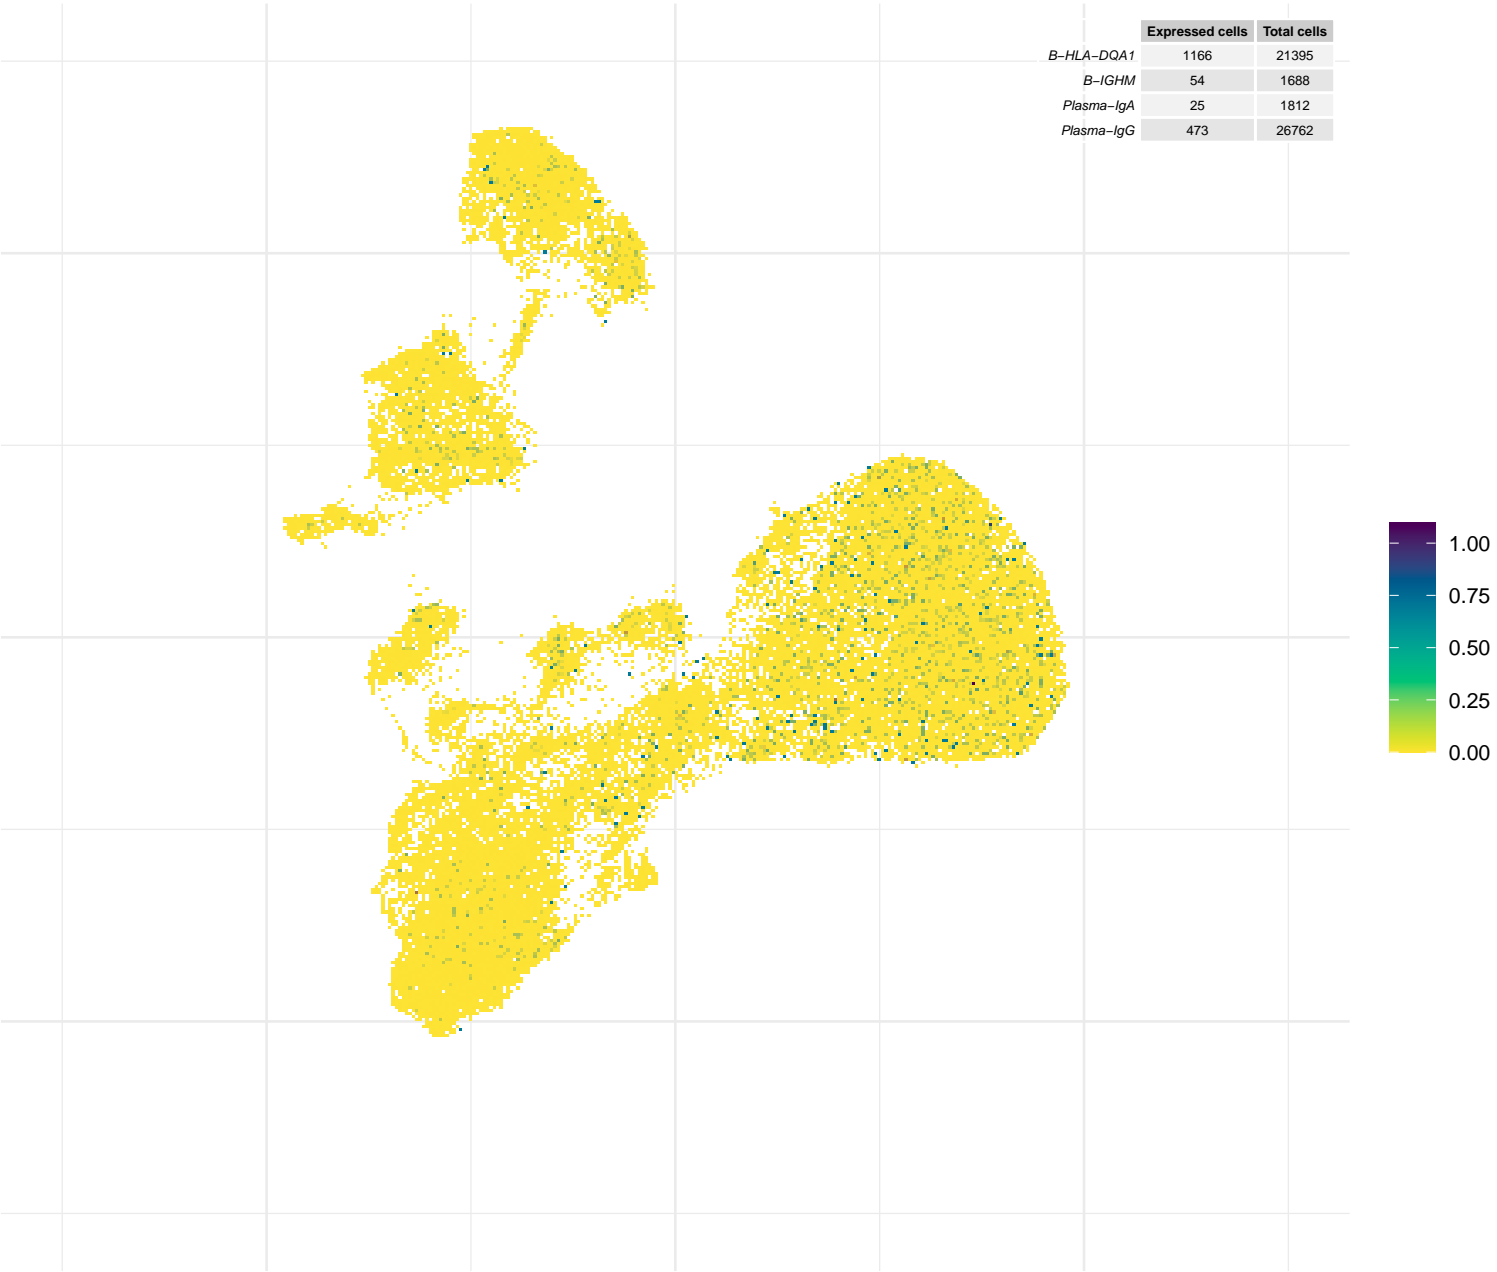 Expressed cells Total cells
B−HLA−DQA1 1166 21395
B−IGHM 54 1688
Plasma−IgA 25 1812
Plasma−IgG 473 26762
1.00
0.75
0.50
0.25
0.00